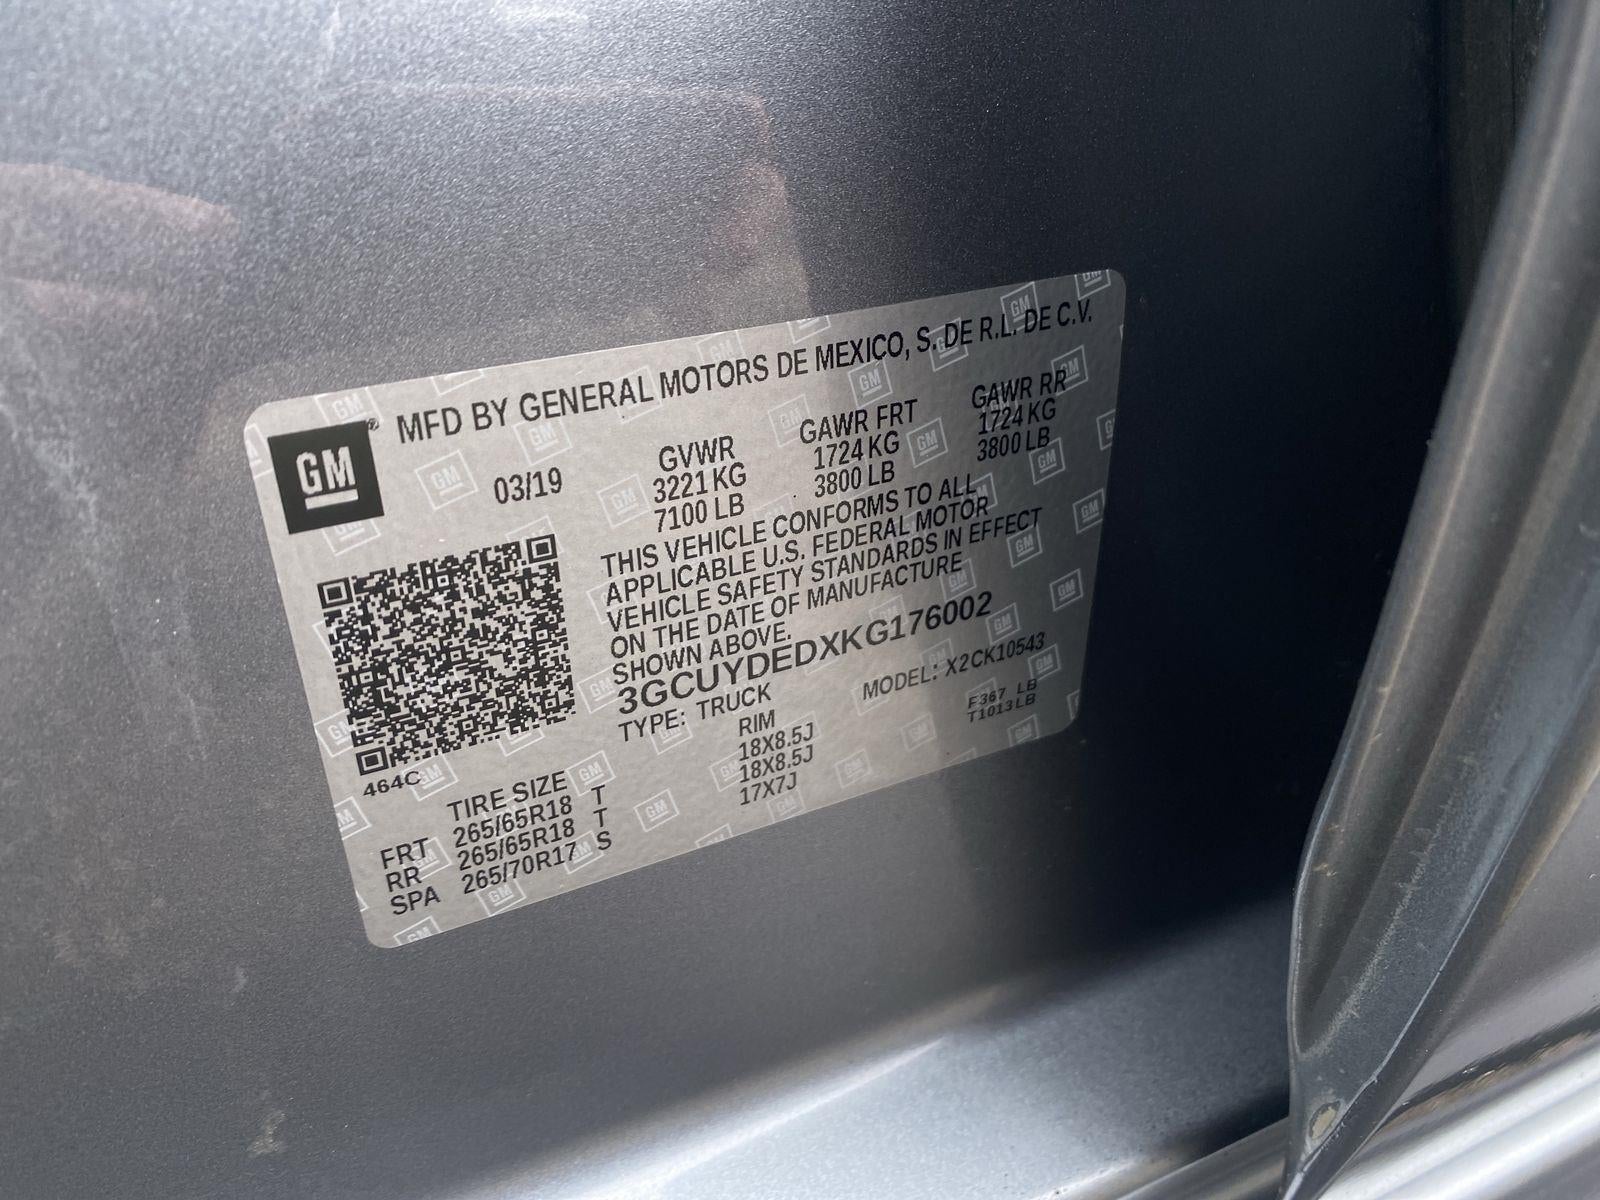 GM
MFD BY GENERAL MOTORS DE MEXICO, S. DE R.L. DE C.V.
03/19
GVWR GAWR FRT GAWR RR
3221 KG 1724 KG 1724 KG
7100 LB 3800 LB 3800 LB
THIS VEHICLE CONFORMS TO ALL
APPLICABLE U.S. FEDERAL MOTOR
VEHICLE SAFETY STANDARDS IN EFFECT
ON THE DATE OF MANUFACTURE
SHOWN ABOVE.
3GCUYDEDXKG176002
TYPE: TRUCK MODEL: X2CK10543
F367 LB
T1013 LB
464C
TIRE SIZE RIM
FRT 265/65R18 T 18X8.5J
RR 265/65R18 T 18X8.5J
SPA 265/70R17 S 17X7J